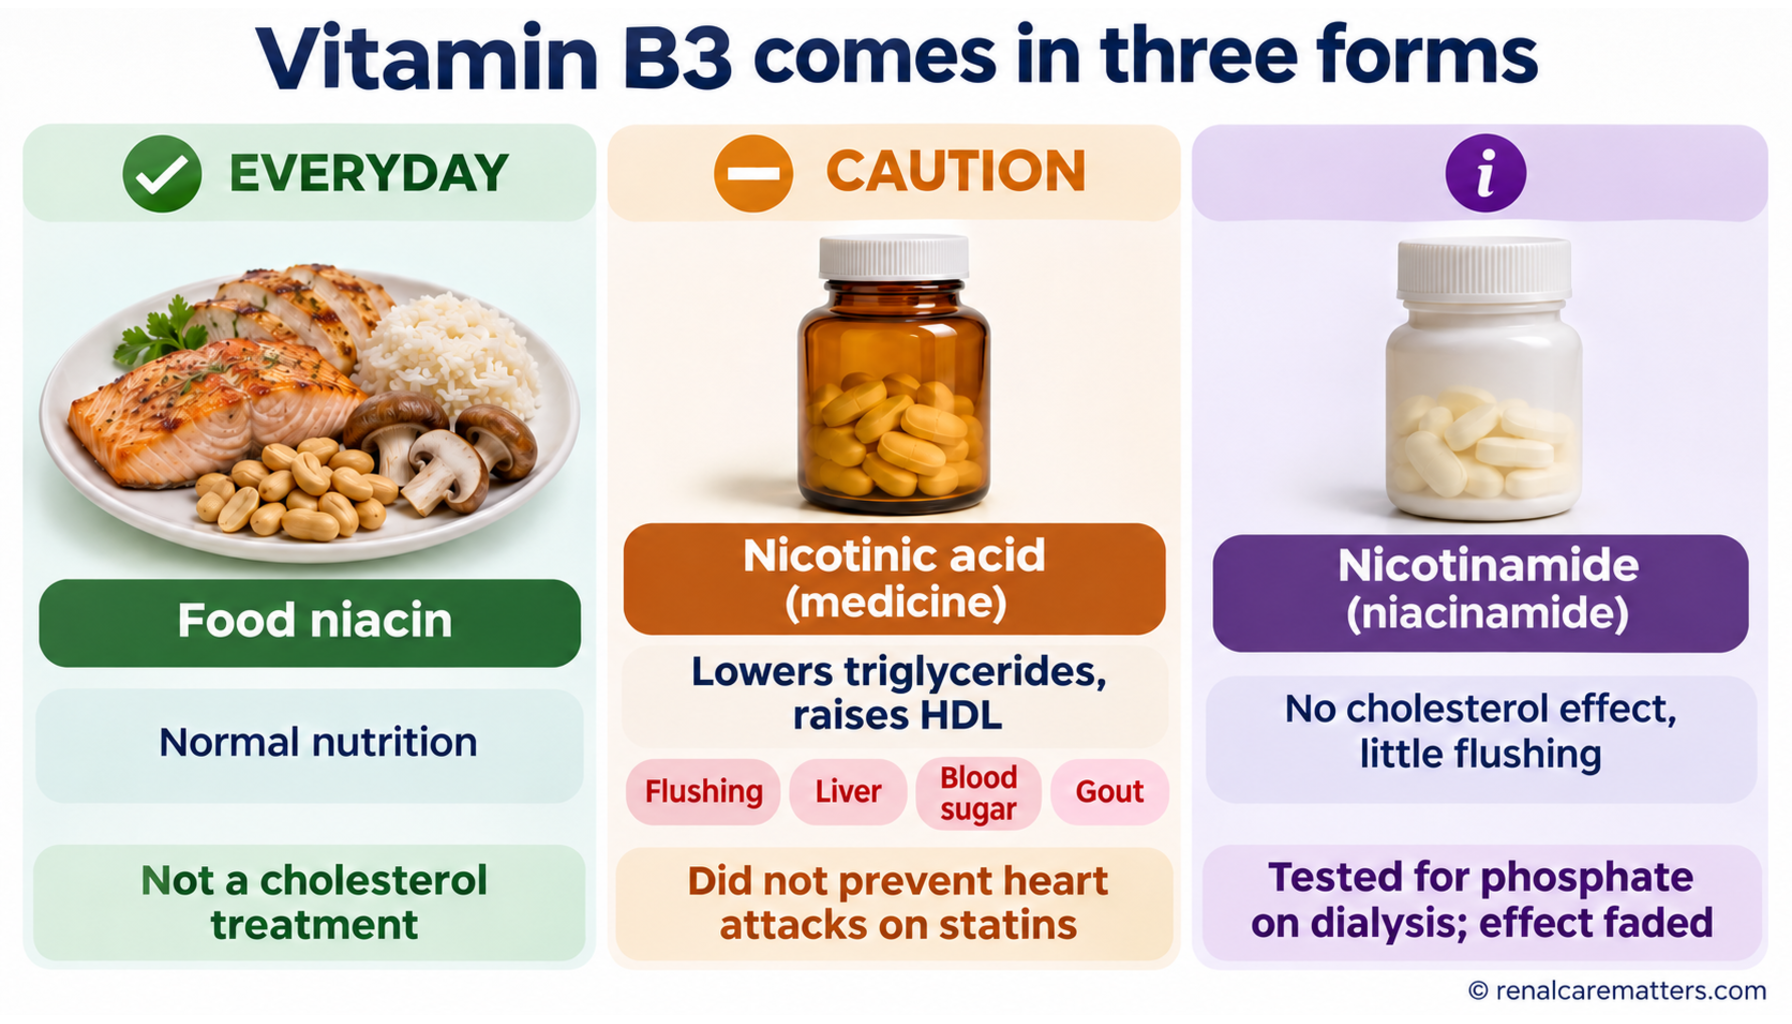 Vitamin B3 comes in three forms
EVERYDAY
Food niacin
Normal nutrition
Not a cholesterol
treatment
CAUTION
Nicotinic acid
(medicine)
Lowers triglycerides,
raises HDL
Flushing
Liver
Blood
sugar
Gout
Did not prevent heart
attacks on statins
i
Nicotinamide
(niacinamide)
No cholesterol effect,
little flushing
Tested for phosphate
on dialysis; effect faded
© renalcarematters.com